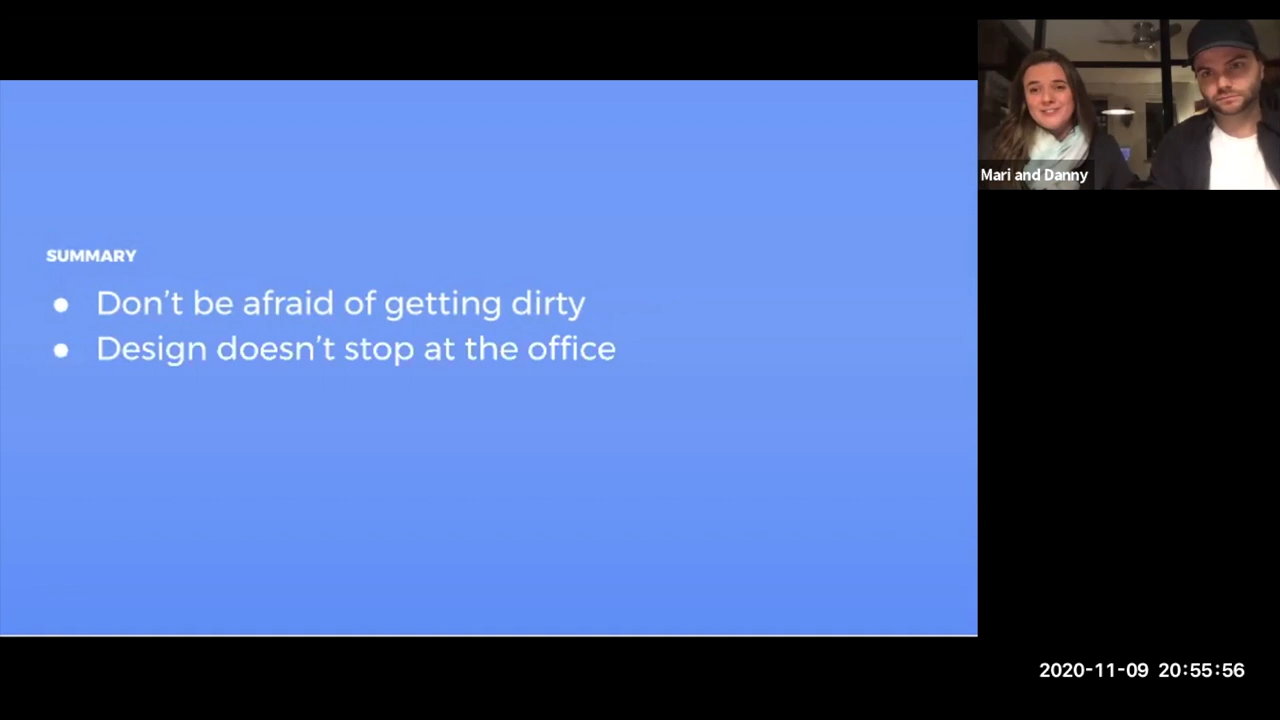 Mari and Danny
SUMMARY
● Don’t be afraid of getting dirty
● Design doesn’t stop at the office
2020-11-09 20:55:56